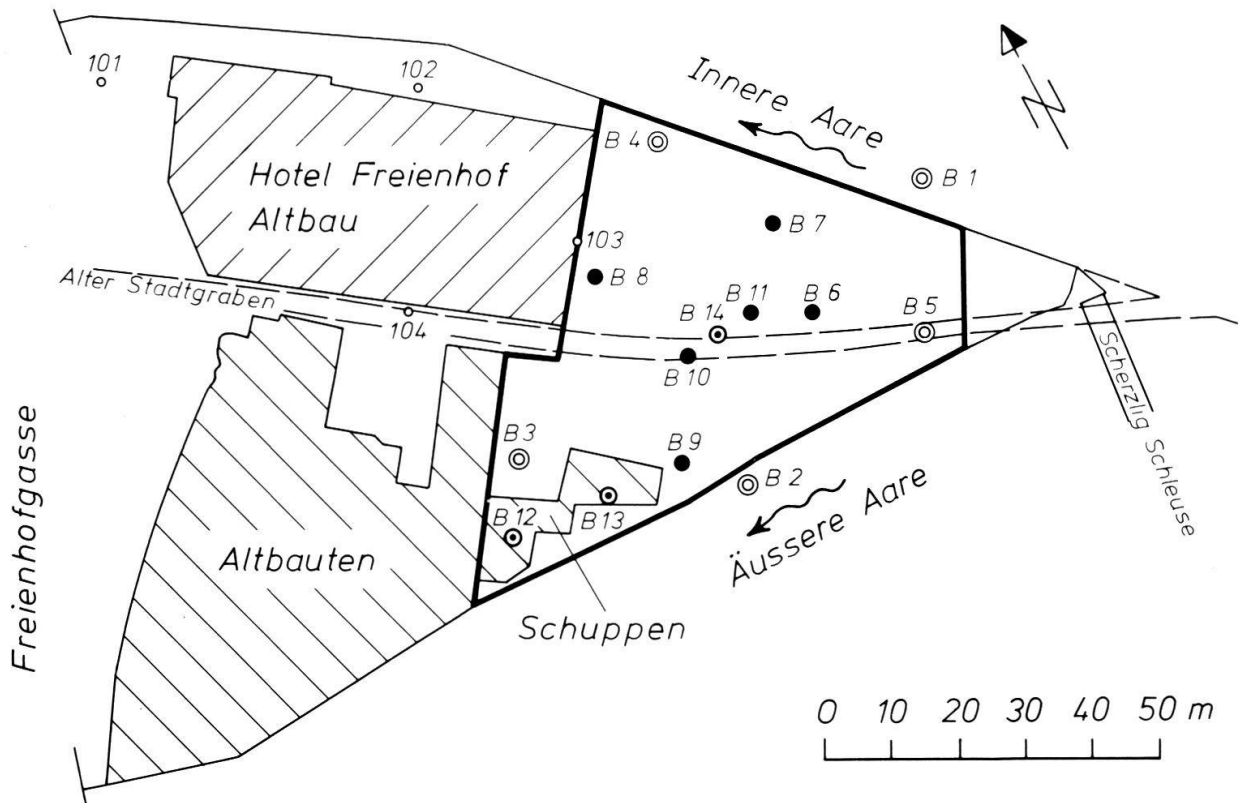 101
102
Innere Aare
B 4
B 1
Hotel Freienhof
Altbau
B 7
103
B 8
Alter Stadtgraben
B 11
B 6
B 14
B 5
104
B 10
Scherzlig Schleuse
B 3
B 9
B 2
B 12
B 13
Äussere Aare
Altbauten
Freienhofgasse
Schuppen
0 10 20 30 40 50 m